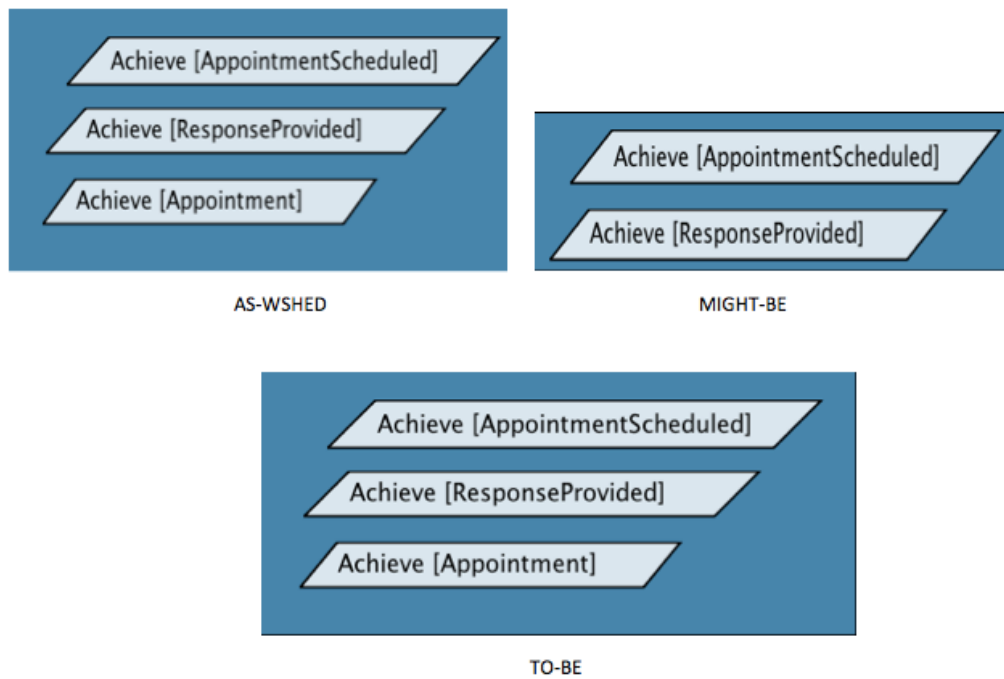 Achieve [AppointmentScheduled]
Achieve [ResponseProvided]
Achieve [Appointment]
AS-WSHED
Achieve [AppointmentScheduled]
Achieve [ResponseProvided]
MIGHT-BE
Achieve [AppointmentScheduled]
Achieve [ResponseProvided]
Achieve [Appointment]
TO-BE